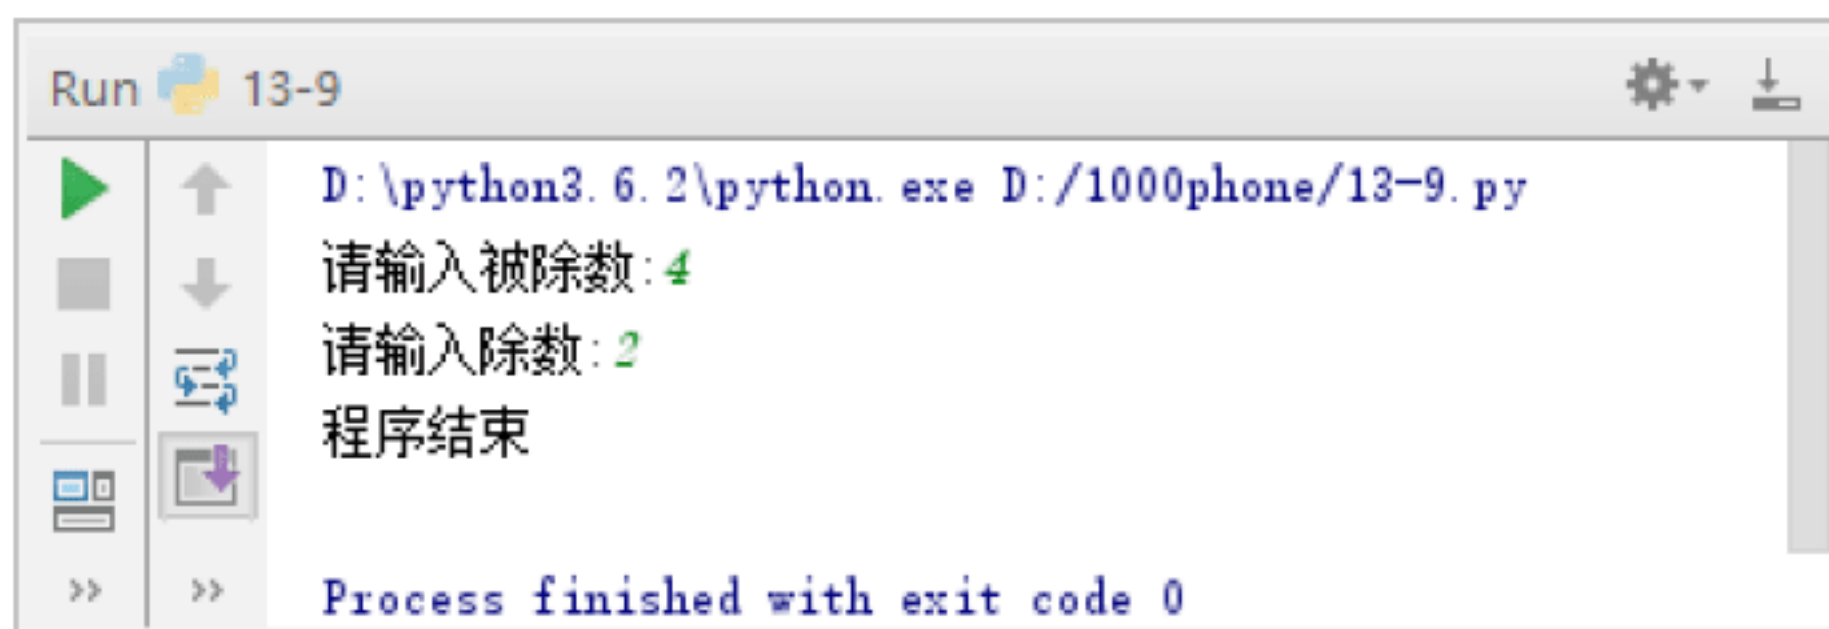 Run 13-9
D:\python3.6.2\python.exe D:/1000phone/13-9.py
请输入被除数:4
请输入除数:2
程序结束
Process finished with exit code 0